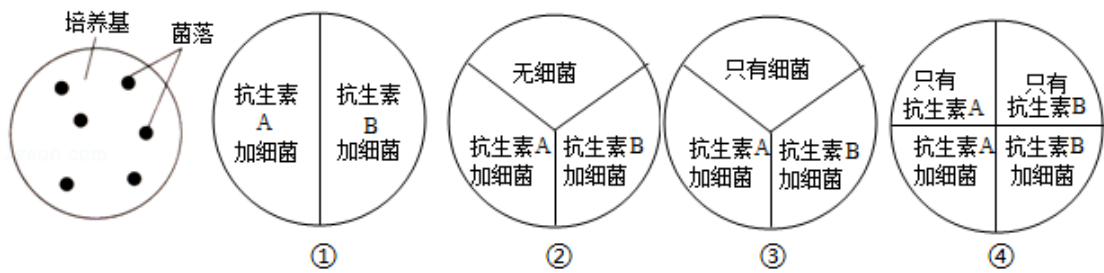 培养基
菌落
抗生素
A
加细菌
抗生素
B
加细菌
①
无细菌
抗生素A
加细菌
抗生素B
加细菌
②
只有细菌
抗生素A
加细菌
抗生素B
加细菌
③
只有
抗生素A
只有
抗生素B
抗生素A
加细菌
抗生素B
加细菌
④